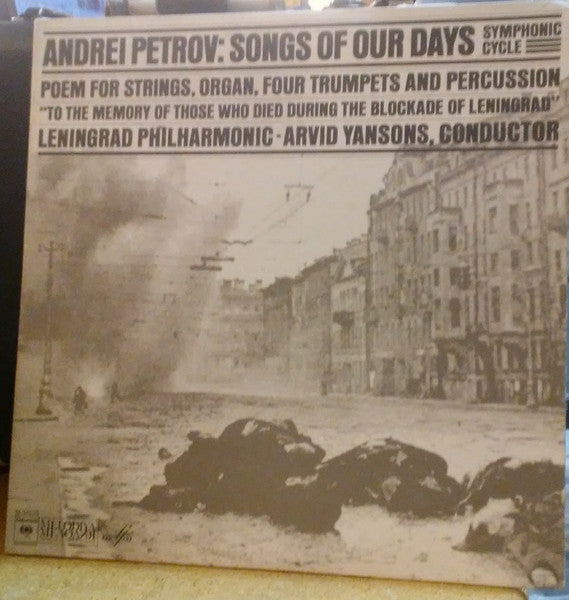 ANDREI PETROV: SONGS OF OUR DAYS SYMPHONIC CYCLE
POEM FOR STRINGS, ORGAN, FOUR TRUMPETS AND PERCUSSION
"TO THE MEMORY OF THOSE WHO DIED DURING THE BLOCKADE OF LENINGRAD"
LENINGRAD PHILHARMONIC-ARVID YANSONS, CONDUCTOR